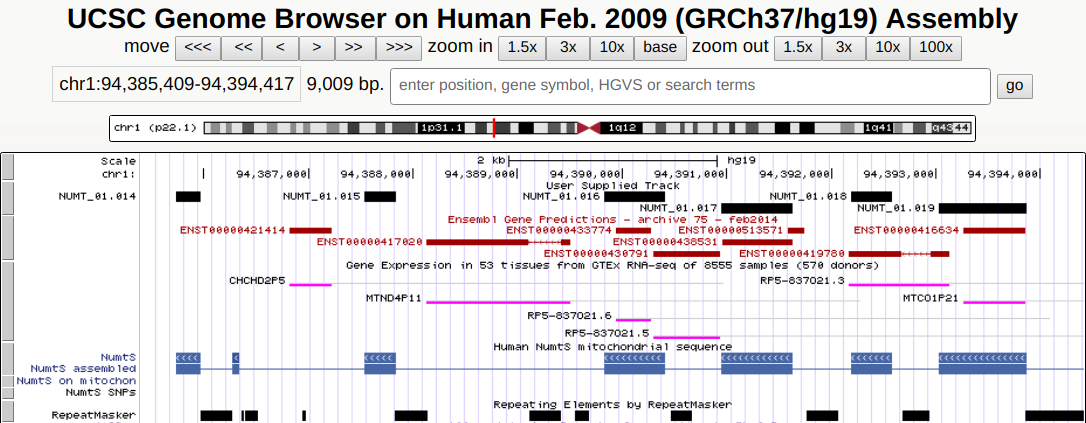 UCSC Genome Browser on Human Feb. 2009 (GRCh37/hg19) Assembly
move <<< << < > >> >>> zoom in 1.5x 3x 10x base zoom out 1.5x 3x 10x 100x
chr1:94,385,409-94,394,417 9,009 bp. enter position, gene symbol, HGVS or search terms go
chr1 (p22.1) 1p31.1 1q12 1q41 q43 44
Scale 2 kb hg19
chr1: 94,387,000 94,388,000 94,389,000 94,390,000 94,391,000 94,392,000 94,393,000 94,394,000
User Supplied Track
NUMT_01.014 NUMT_01.015 NUMT_01.016 NUMT_01.018
NUMT_01.017 NUMT_01.019
Ensembl Gene Predictions - archive 75 - feb2014
ENST00000421414 ENST00000433774 ENST00000513571 ENST00000416634
ENST00000417020 ENST00000438531
ENST00000430791 ENST00000419780
Gene Expression in 53 tissues from GTEx RNA-seq of 8555 samples (570 donors)
CHCHD2P5 RP5-837O21.3
MTND4P11 MTCO1P21
RP5-837O21.6
RP5-837O21.5
Human NumtS mitochondrial sequence
NumtS
NumtS assembled
NumtS on mitochon
NumtS SNPs
Repeating Elements by RepeatMasker
RepeatMasker